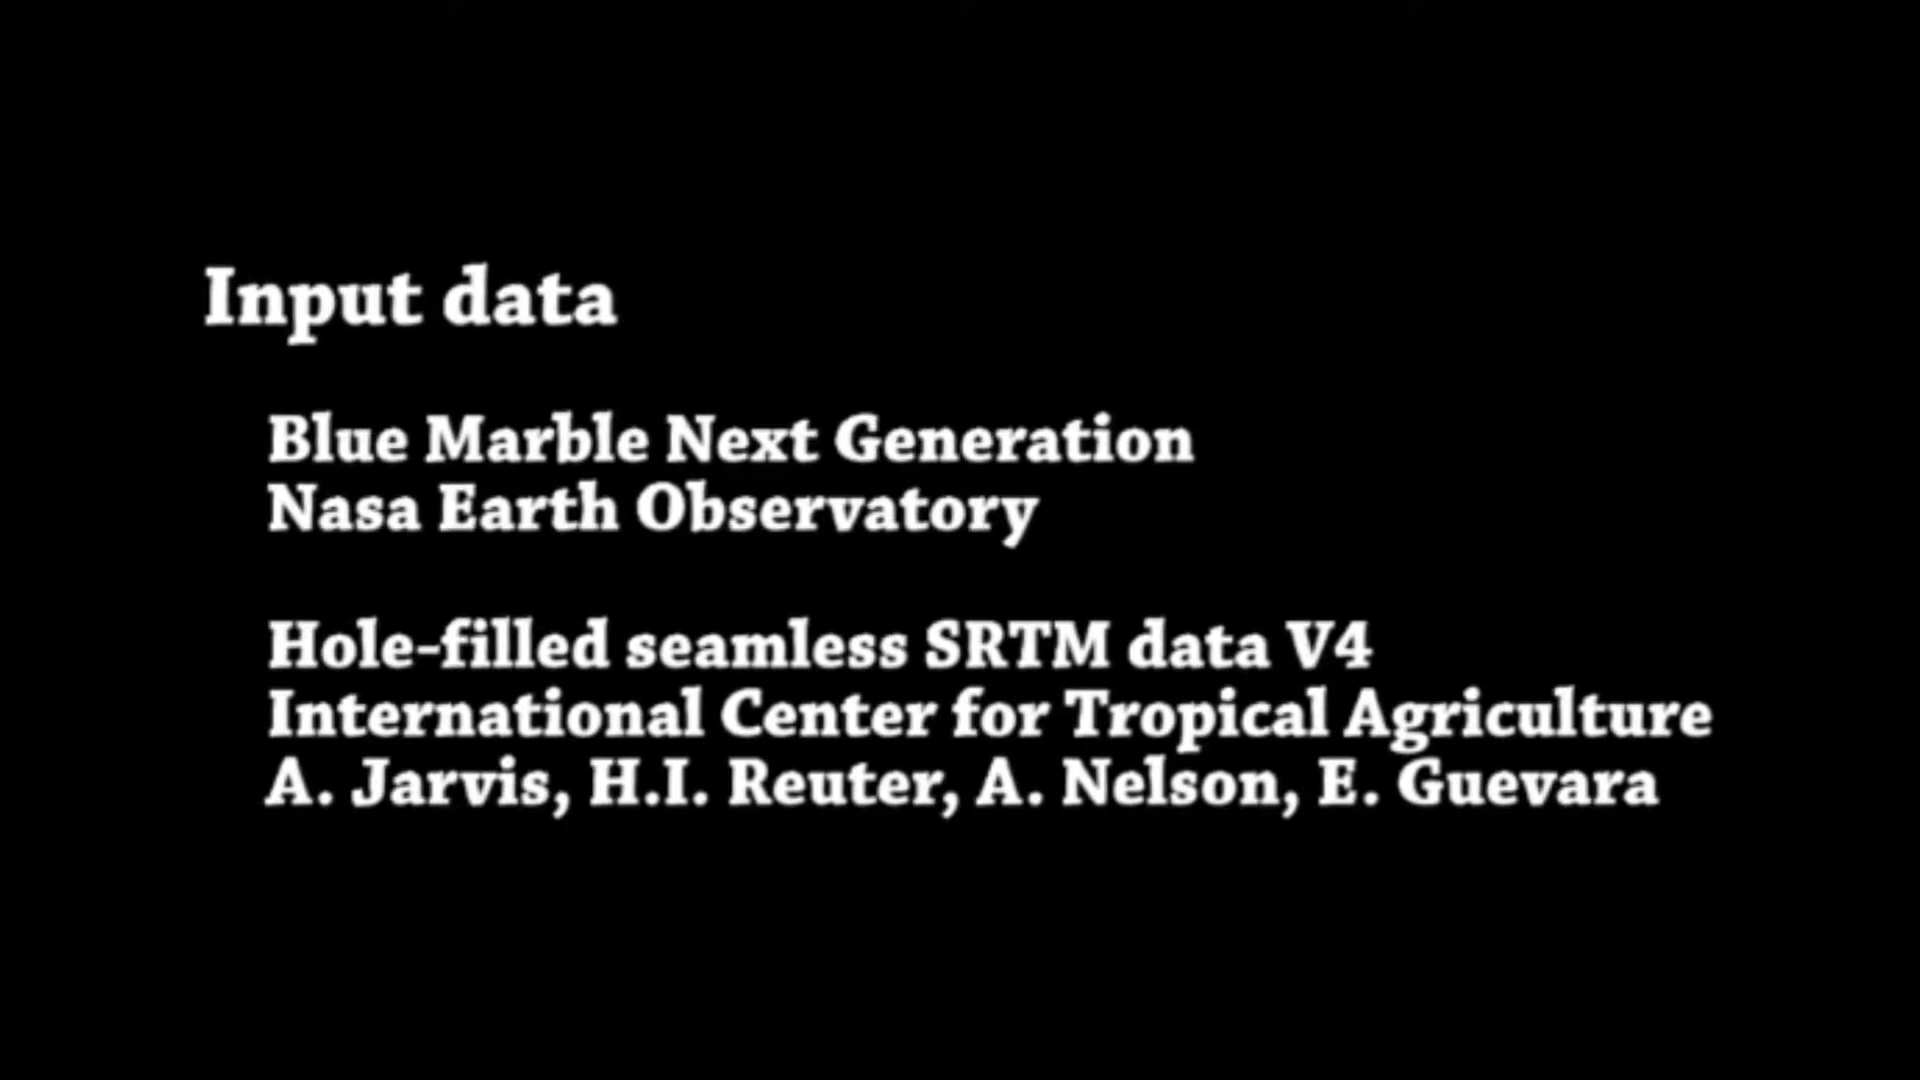 Input data
Blue Marble Next Generation
Nasa Earth Observatory
Hole-filled seamless SRTM data V4
International Center for Tropical Agriculture
A. Jarvis, H.I. Reuter, A. Nelson, E. Guevara